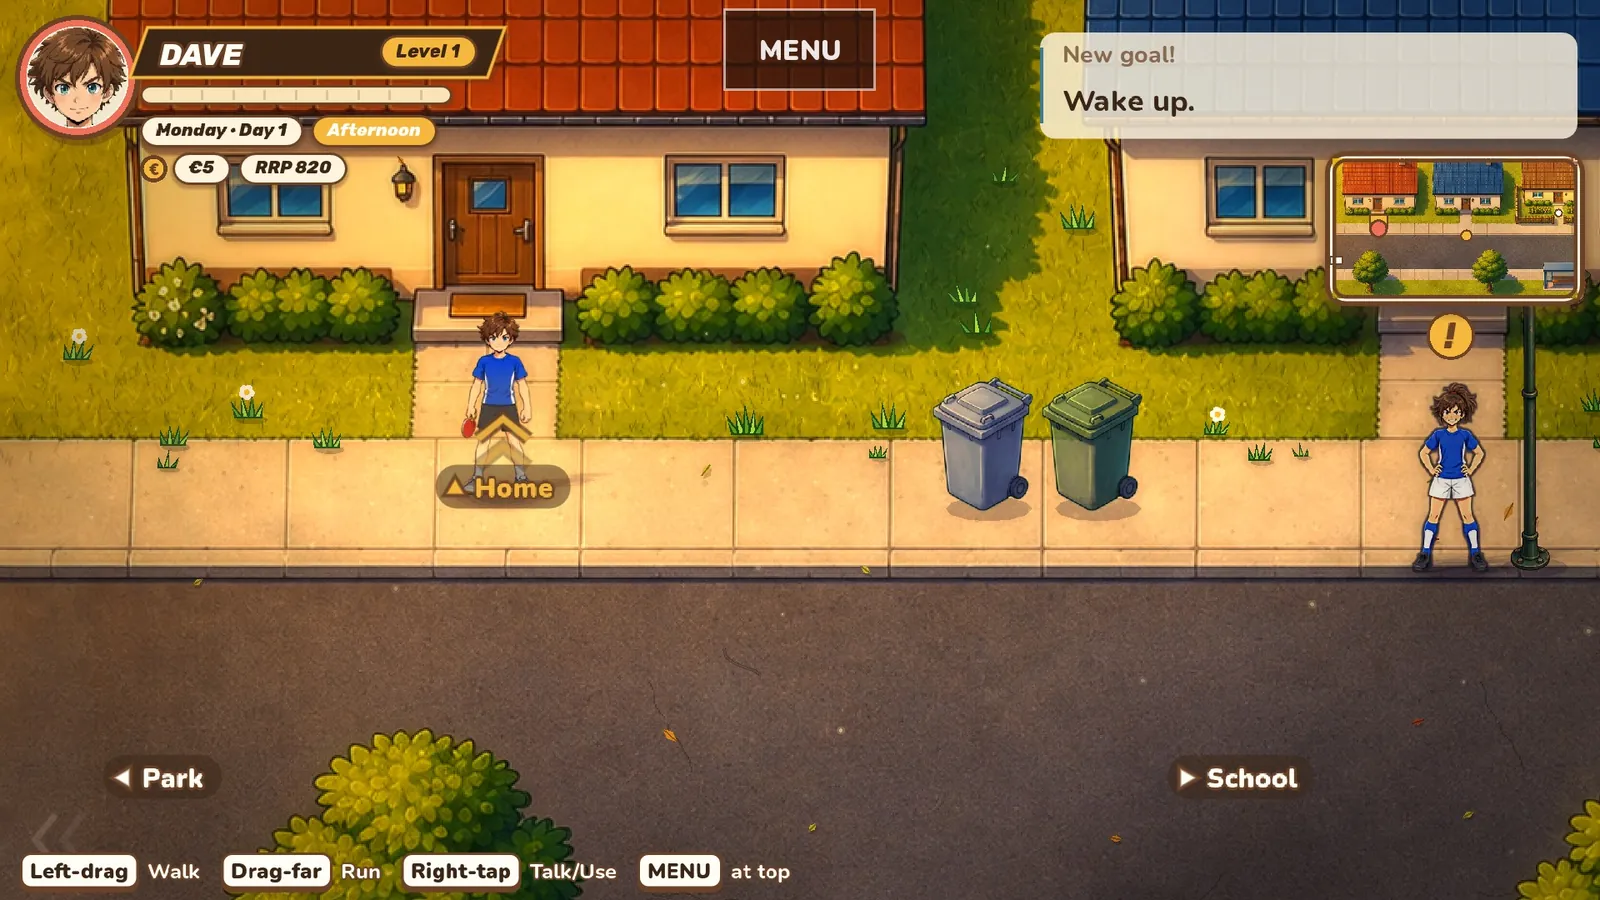 DAVE
Level 1
Monday • Day 1
Afternoon
€
€5
RRP 820
MENU
New goal!
Wake up.
!
▲ Home
◀ Park
▶ School
Left-drag Walk
Drag-far Run
Right-tap Talk/Use
MENU at top